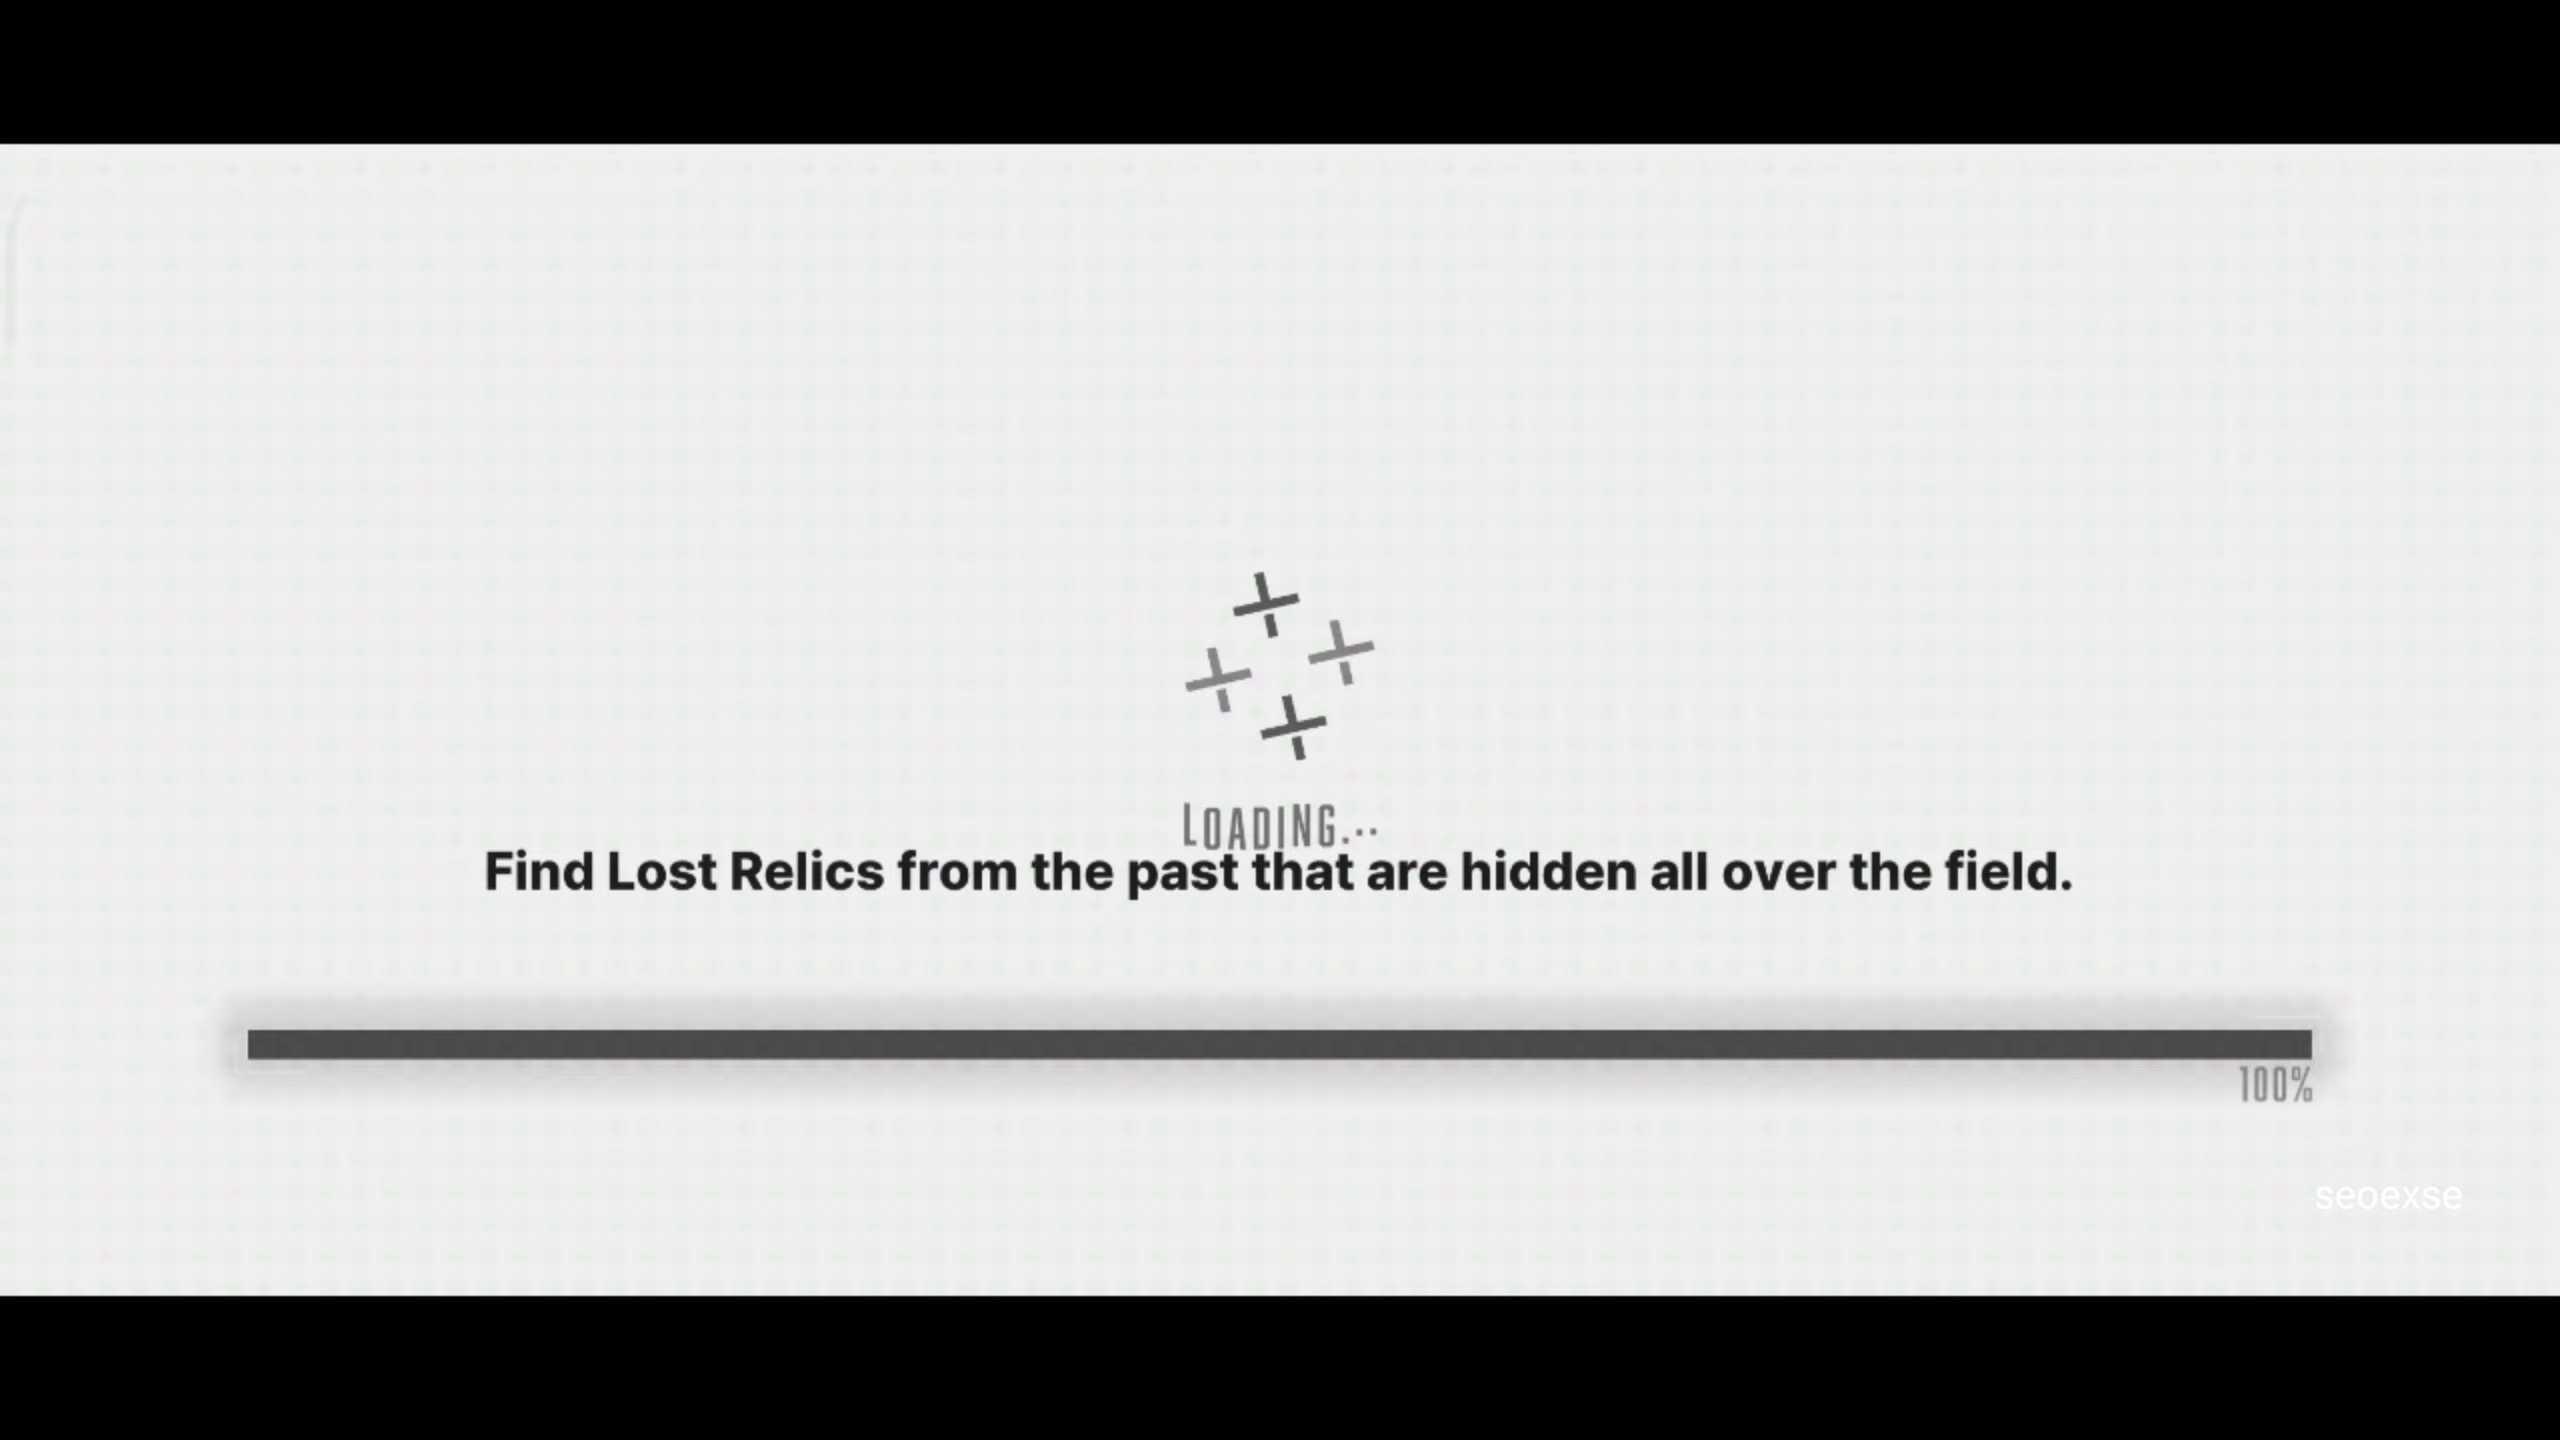 LOADING...
Find Lost Relics from the past that are hidden all over the field.
100%
seoexse